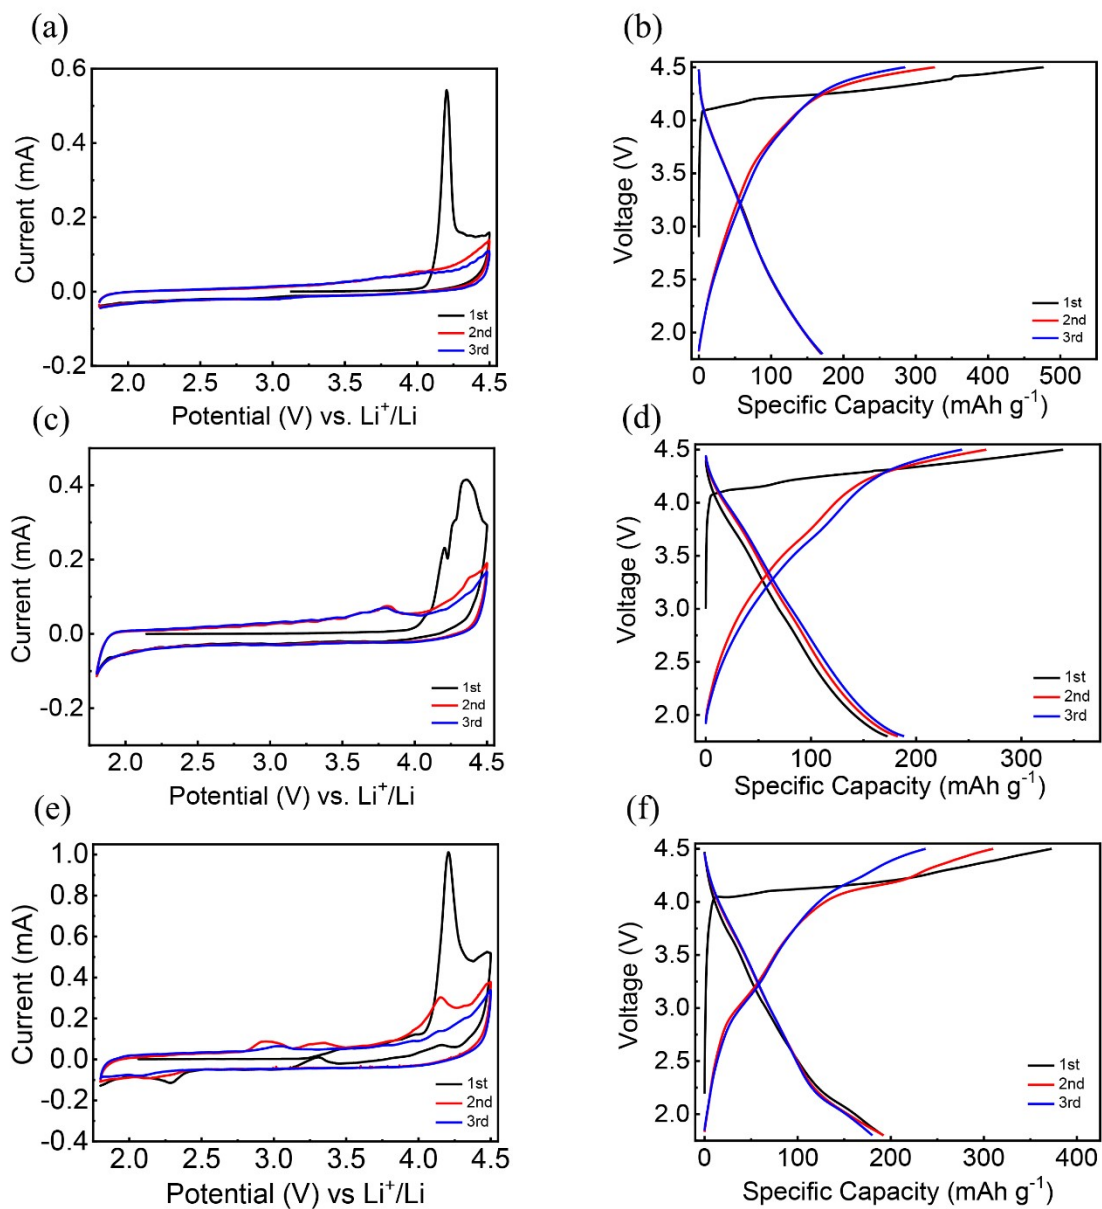 (a)
0.6
0.4
0.2
0.0
-0.2
Current (mA)
1st
2nd
3rd
2.0 2.5 3.0 3.5 4.0 4.5
Potential (V) vs. Li⁺/Li
(b)
4.5
4.0
3.5
3.0
2.5
2.0
Voltage (V)
1st
2nd
3rd
0 100 200 300 400 500
Specific Capacity (mAh g⁻¹)
(c)
0.4
0.2
0.0
-0.2
Current (mA)
1st
2nd
3rd
2.0 2.5 3.0 3.5 4.0 4.5
Potential (V) vs. Li⁺/Li
(d)
4.5
4.0
3.5
3.0
2.5
2.0
Voltage (V)
1st
2nd
3rd
0 100 200 300
Specific Capacity (mAh g⁻¹)
(e)
1.0
0.8
0.6
0.4
0.2
0.0
-0.2
-0.4
Current (mA)
1st
2nd
3rd
2.0 2.5 3.0 3.5 4.0 4.5
Potential (V) vs Li⁺/Li
(f)
4.5
4.0
3.5
3.0
2.5
2.0
Voltage (V)
1st
2nd
3rd
0 100 200 300 400
Specific Capacity (mAh g⁻¹)